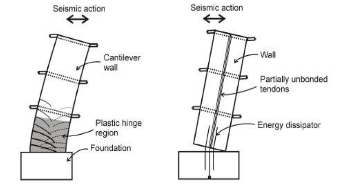 Seismic action
Cantilever
wall
Plastic hinge
region
Foundation
Seismic action
Wall
Partially unbonded
tendons
Energy dissipator